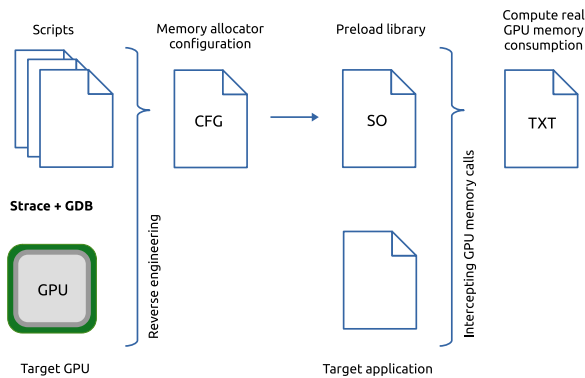 Scripts
Memory allocator
configuration
Preload library
Compute real
GPU memory
consumption
CFG
SO
TXT
Strace + GDB
Reverse engineering
Intercepting GPU memory calls
GPU
Target GPU
Target application